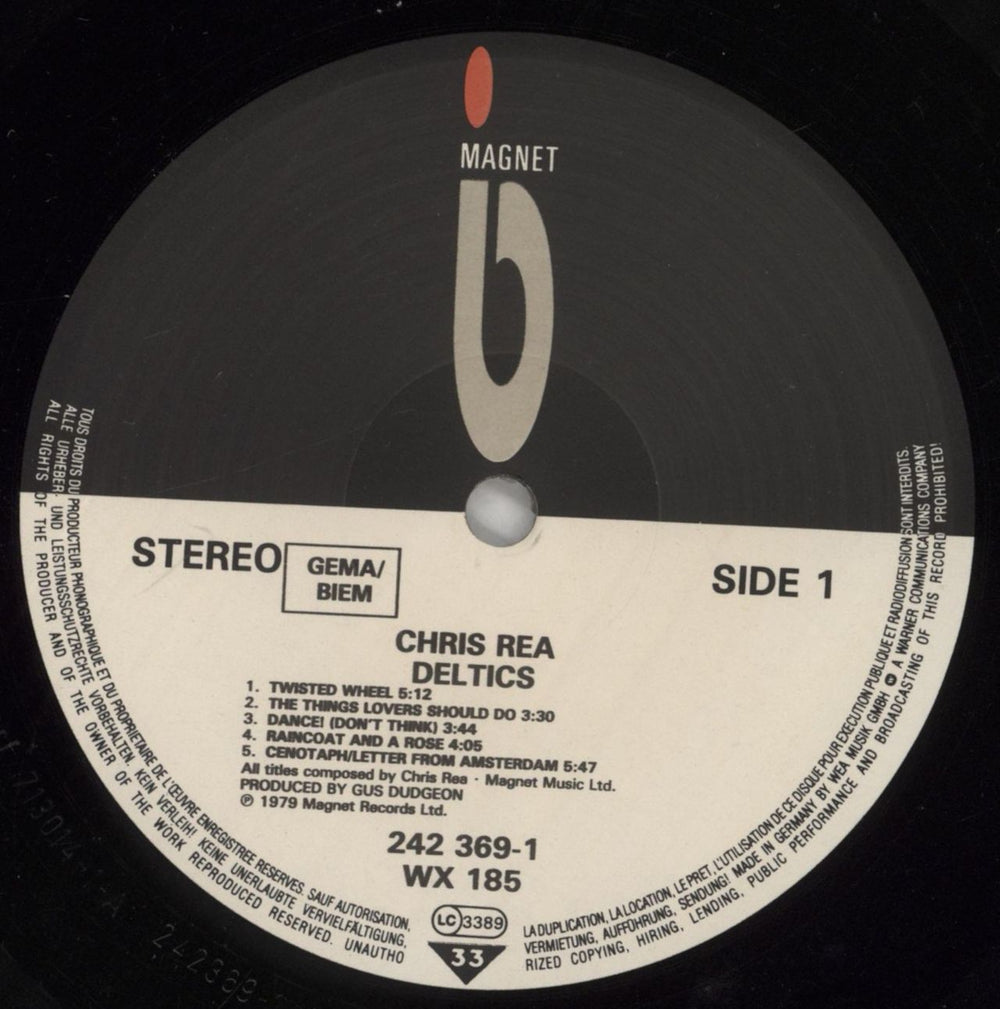 MAGNET
STEREO
GEMA/
BIEM
SIDE 1
CHRIS REA
DELTICS
1. TWISTED WHEEL 5:12
2. THE THINGS LOVERS SHOULD DO 3:30
3. DANCE! (DON'T THINK) 3:44
4. RAINCOAT AND A ROSE 4:05
5. CENOTAPH/LETTER FROM AMSTERDAM 5:47
All titles composed by Chris Rea · Magnet Music Ltd.
PRODUCED BY GUS DUDGEON
℗ 1979 Magnet Records Ltd.
242 369-1
WX 185
LC 3389
33
TOUS DROITS DU PRODUCTEUR PHONOGRAPHIQUE ET DU PROPRIETAIRE DE L'ŒUVRE ENREGISTREE RESERVES. SAUF AUTORISATION,
LA DUPLICATION, LA LOCATION, LE PRET, L'UTILISATION DE CE DISQUE POUR EXECUTION PUBLIQUE ET RADIODIFFUSION SONT INTERDITS.
ALLE URHEBER- UND LEISTUNGSSCHUTZRECHTE VORBEHALTEN. KEIN VERLEIH! KEINE UNERLAUBTE VERVIELFÄLTIGUNG,
VERMIETUNG, AUFFÜHRUNG, SENDUNG! MADE IN GERMANY BY WEA MUSIK GMBH A WARNER COMMUNICATIONS COMPANY
ALL RIGHTS OF THE PRODUCER AND OF THE OWNER OF THE WORK REPRODUCED RESERVED. UNAUTHO
RIZED COPYING, HIRING, LENDING, PUBLIC PERFORMANCE AND BROADCASTING OF THIS RECORD PROHIBITED!
242369-